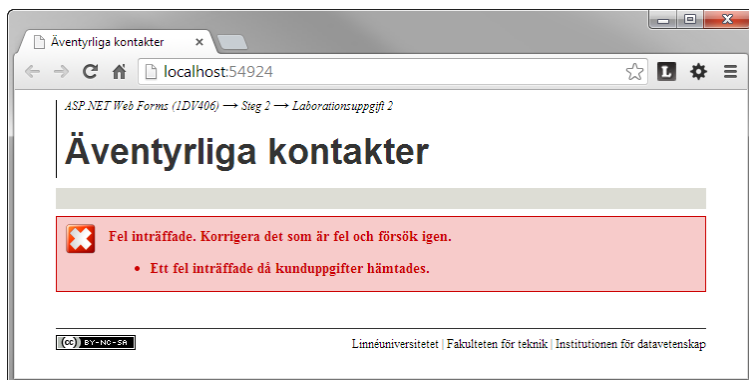 Äventyrliga kontakter
localhost:54924
ASP.NET Web Forms (1DV406) → Steg 2 → Laborationsuppgift 2
Äventyrliga kontakter
Fel inträffade. Korrigera det som är fel och försök igen.
• Ett fel inträffade då kunduppgifter hämtades.
(cc) BY-NC-SA
Linnéuniversitetet | Fakulteten för teknik | Institutionen för datavetenskap